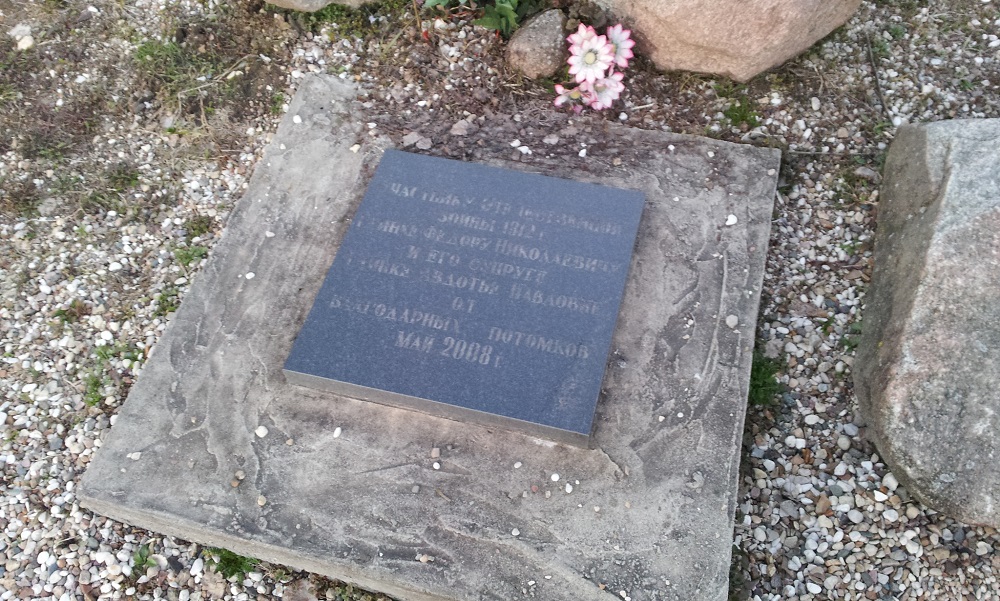 УЧАСТНИКУ ОТЕЧЕСТВЕННОЙ
ВОЙНЫ 1812 г.
ФЕДОРУ НИКОЛАЕВИЧУ
И ЕГО СУПРУГЕ
АВДОТЬЕ ПАВЛОВНЕ
ОТ
БЛАГОДАРНЫХ ПОТОМКОВ
МАЙ 2008 г.